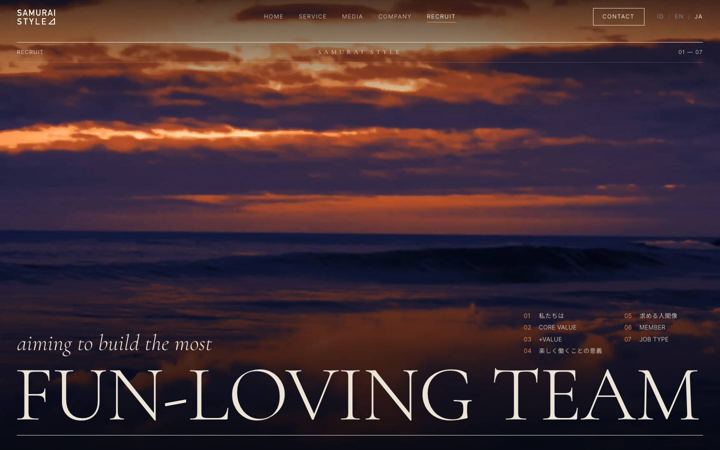 SAMURAI
STYLE
HOME SERVICE MEDIA COMPANY RECRUIT
CONTACT
ID / EN / JA
RECRUIT
SAMURAI STYLE
01 — 07
01 私たちは
02 CORE VALUE
03 +VALUE
04 楽しく働くことの意義
05 求める人間像
06 MEMBER
07 JOB TYPE
aiming to build the most
FUN-LOVING TEAM